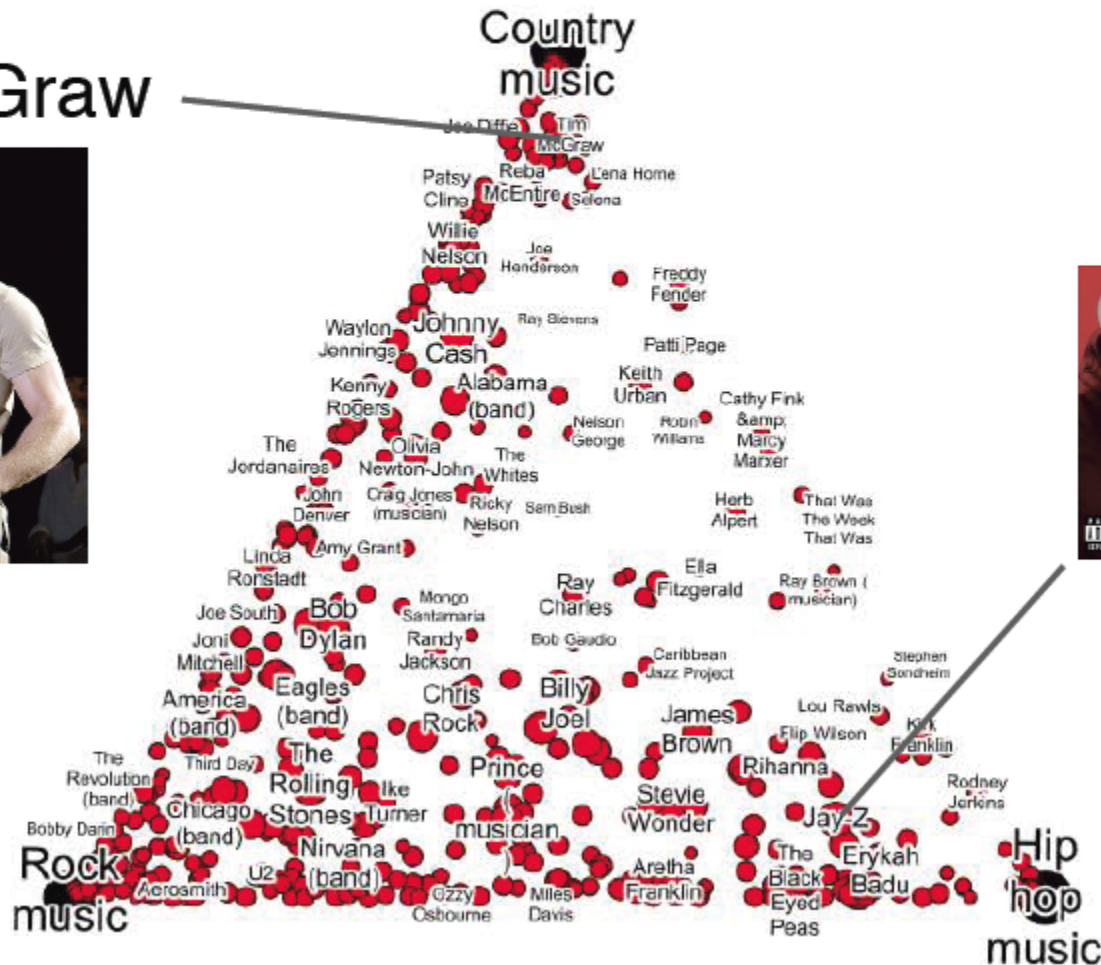 Country
music
Graw
Joe Diffie
Tim
McGraw
Reba
McEntire
Lena Horne
Selena
Patsy
Cline
Willie
Nelson
Joe
Henderson
Freddy
Fender
Waylon
Jennings
Johnny
Cash
Ray Stevens
Patti Page
Kenny
Rogers
Alabama
(band)
Keith
Urban
Cathy Fink
&amp;
Marcy
Marxer
Nelson
George
Robin
Williams
The
Jordanaires
Olivia
Newton-John
The
Whites
John
Denver
Craig Jones
(musician)
Ricky
Nelson
Sam Bush
Herb
Alpert
That Was
The Week
That Was
Linda
Ronstadt
Amy Grant
Ray
Charles
Ella
Fitzgerald
Ray Brown (
musician)
Joe South
Bob
Dylan
Mongo
Santamaria
Joni
Mitchell
Randy
Jackson
Bob Gaudio
Caribbean
Jazz Project
Stephen
Sondheim
America
(band)
Eagles
(band)
Chris
Rock
Billy
Joel
James
Brown
Lou Rawls
Flip Wilson
Kirk
Franklin
The
Revolution
(band)
Third Day
The
Rolling
Stones
Ike
Turner
Prince
(
musician
)
Rihanna
Stevie
Wonder
Rodney
Jerkins
Bobby Darin
Chicago
(band)
Jay-Z
Rock
music
Aerosmith
U2
Nirvana
(band)
Ozzy
Osbourne
Miles
Davis
Aretha
Franklin
The
Black
Eyed
Peas
Erykah
Badu
Hip
hop
music